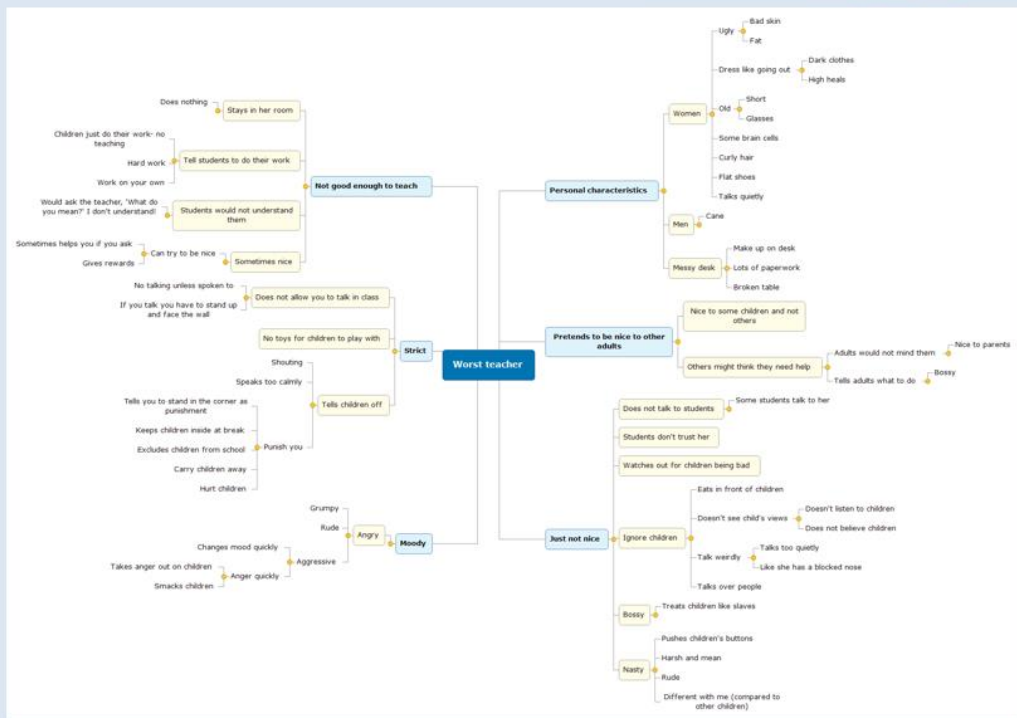 Worst teacher
Not good enough to teach
Stays in her room
Does nothing
Tell students to do their work
Children just do their work- no
teaching
Hard work
Work on your own
Students would not understand
them
Would ask the teacher, 'What do
you mean?' I don't understand!
Sometimes nice
Can try to be nice
Sometimes helps you if you ask
Gives rewards
Strict
Does not allow you to talk in class
No talking unless spoken to
If you talk you have to stand up
and face the wall
No toys for children to play with
Tells children off
Shouting
Speaks too calmly
Punish you
Tells you to stand in the corner as
punishment
Keeps children inside at break
Excludes children from school
Carry children away
Hurt children
Moody
Angry
Grumpy
Rude
Aggressive
Changes mood quickly
Anger quickly
Takes anger out on children
Smacks children
Personal characteristics
Women
Ugly
Bad skin
Fat
Dress like going out
Dark clothes
High heals
Old
Short
Glasses
Some brain cells
Curly hair
Flat shoes
Talks quietly
Men
Cane
Messy desk
Make up on desk
Lots of paperwork
Broken table
Pretends to be nice to other
adults
Nice to some children and not
others
Others might think they need help
Adults would not mind them
Nice to parents
Tells adults what to do
Bossy
Just not nice
Does not talk to students
Some students talk to her
Students don't trust her
Watches out for children being bad
Ignore children
Eats in front of children
Doesn't see child's views
Doesn't listen to children
Does not believe children
Talk weirdly
Talks too quietly
Like she has a blocked nose
Talks over people
Bossy
Treats children like slaves
Nasty
Pushes children's buttons
Harsh and mean
Rude
Different with me (compared to
other children)